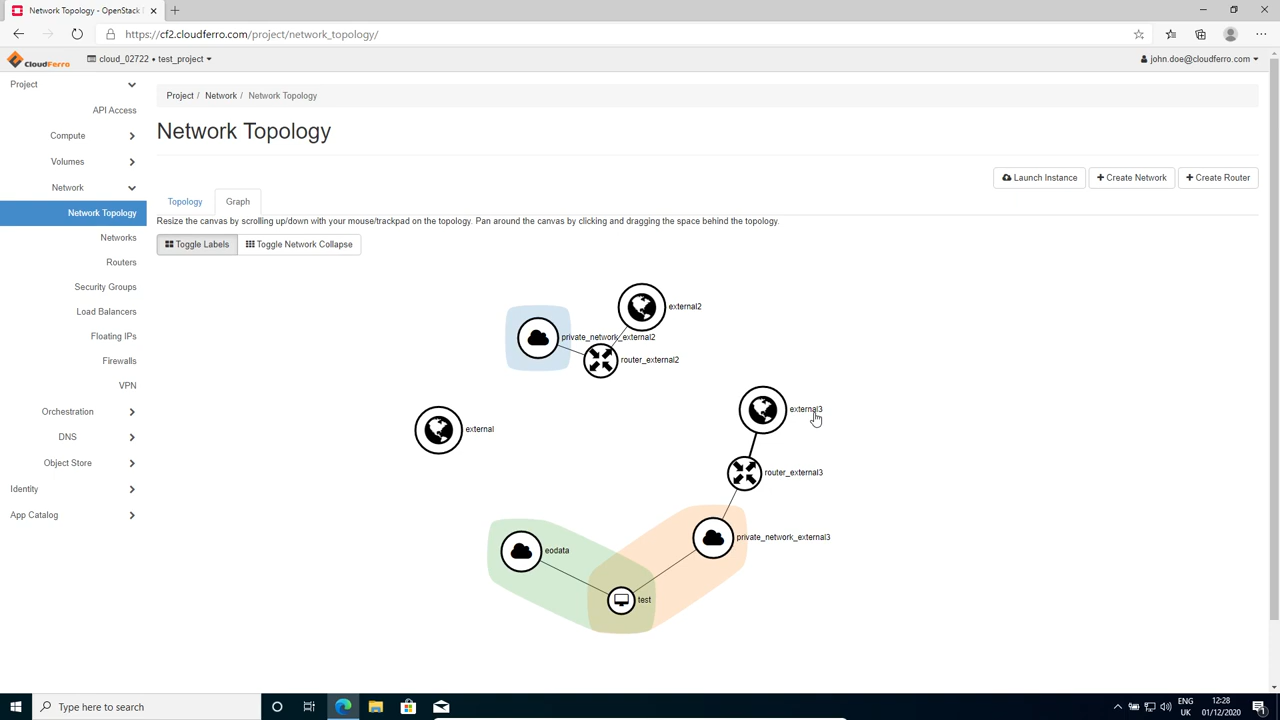 Network Topology - OpenStack
https://cf2.cloudferro.com/project/network_topology/
CloudFerro
cloud_02722 • test_project
john.doe@cloudferro.com
Project
API Access
Compute
Volumes
Network
Network Topology
Networks
Routers
Security Groups
Load Balancers
Floating IPs
Firewalls
VPN
Orchestration
DNS
Object Store
Identity
App Catalog
Project / Network / Network Topology
Network Topology
Launch Instance
+ Create Network
+ Create Router
Topology
Graph
Resize the canvas by scrolling up/down with your mouse/trackpad on the topology. Pan around the canvas by clicking and dragging the space behind the topology.
Toggle Labels
Toggle Network Collapse
external2
private_network_external2
router_external2
external3
external
router_external3
private_network_external3
eodata
test
Type here to search
ENG
UK
12:28
01/12/2020
1